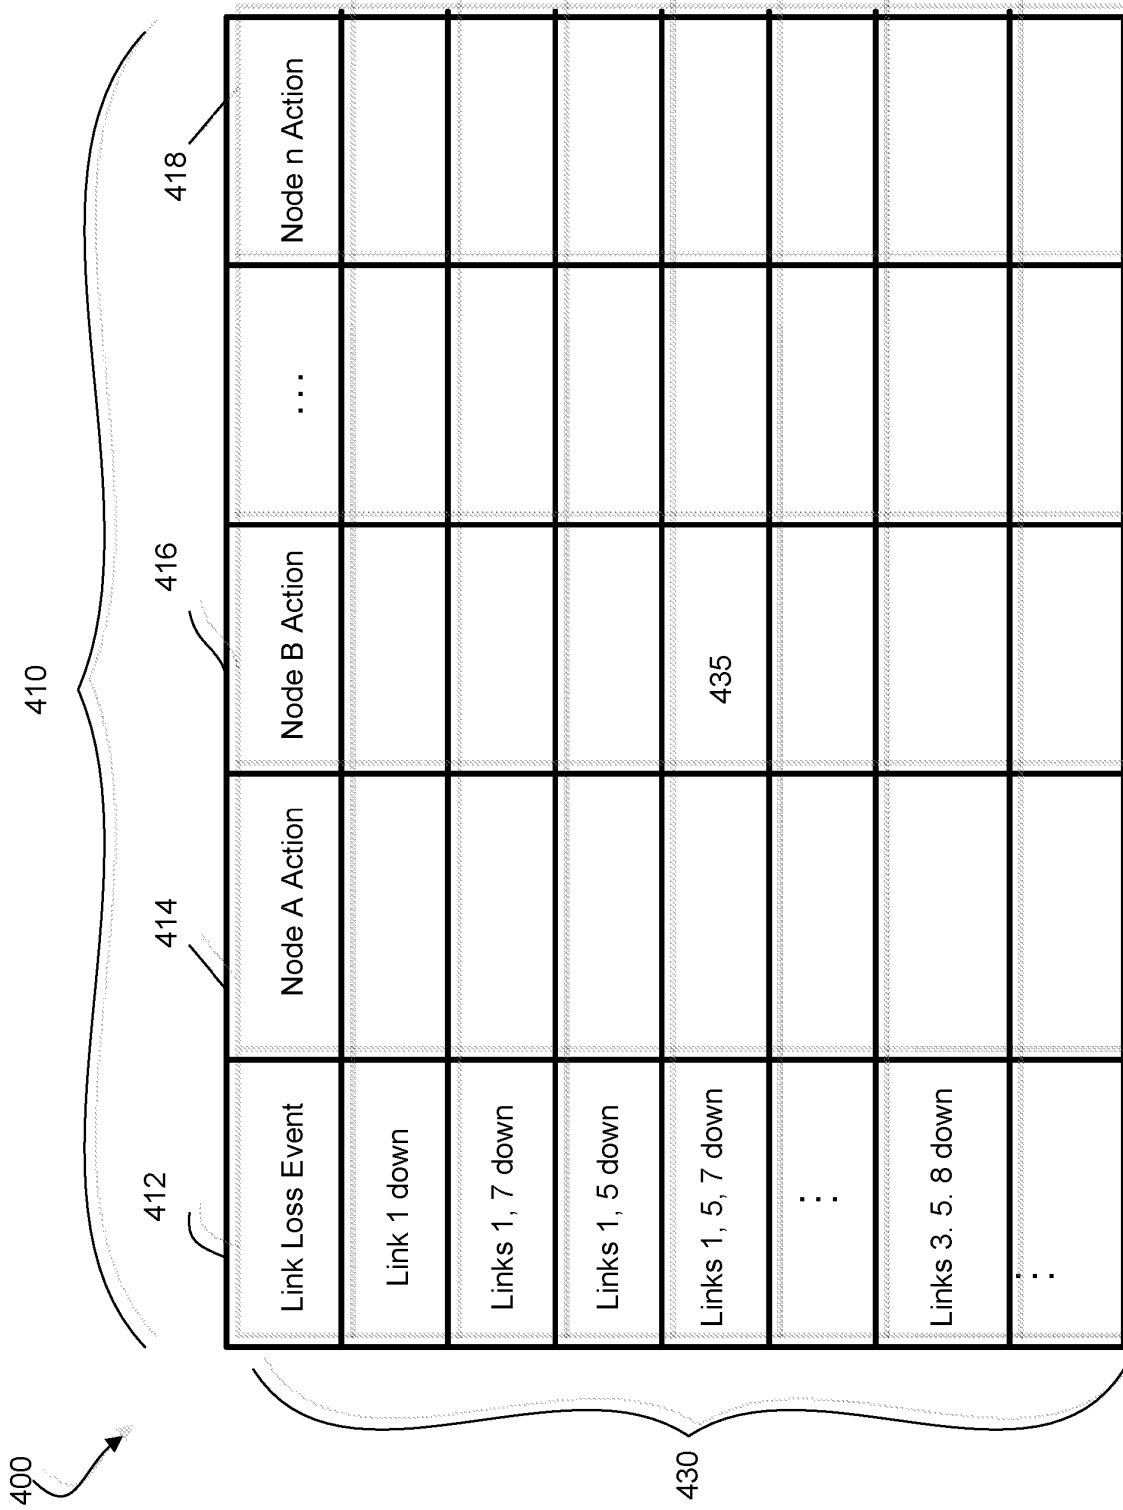 400
410
412
414
416
418
Link Loss Event
Node A Action
Node B Action
. . .
Node n Action
Link 1 down
Links 1, 7 down
Links 1, 5 down
Links 1, 5, 7 down
435
. . .
Links 3. 5. 8 down
. . .
430